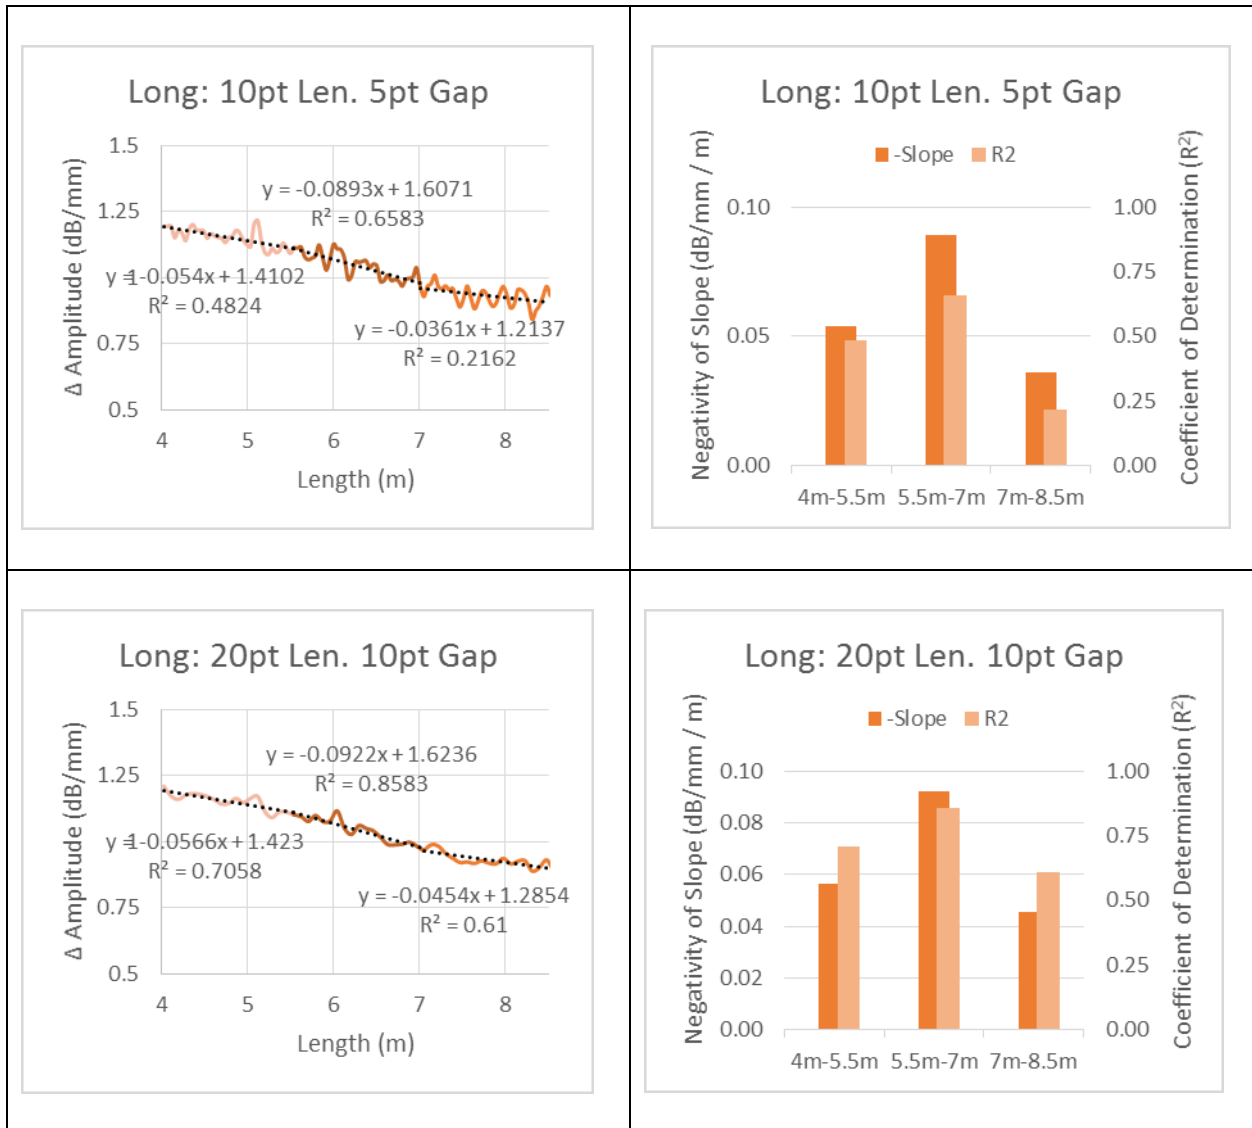 Long: 10pt Len. 5pt Gap
Δ Amplitude (dB/mm)
1.5
1.25
1
0.75
0.5
y = -0.0893x + 1.6071
R² = 0.6583
y = -0.054x + 1.4102
R² = 0.4824
y = -0.0361x + 1.2137
R² = 0.2162
4 5 6 7 8
Length (m)
Long: 10pt Len. 5pt Gap
-Slope R2
Negativity of Slope (dB/mm / m)
0.10
0.05
0.00
Coefficient of Determination (R²)
1.00
0.75
0.50
0.25
0.00
4m-5.5m 5.5m-7m 7m-8.5m
Long: 20pt Len. 10pt Gap
Δ Amplitude (dB/mm)
1.5
1.25
1
0.75
0.5
y = -0.0922x + 1.6236
R² = 0.8583
y = -0.0566x + 1.423
R² = 0.7058
y = -0.0454x + 1.2854
R² = 0.61
4 5 6 7 8
Length (m)
Long: 20pt Len. 10pt Gap
-Slope R2
Negativity of Slope (dB/mm / m)
0.10
0.08
0.06
0.04
0.02
0.00
Coefficient of Determination (R²)
1.00
0.75
0.50
0.25
0.00
4m-5.5m 5.5m-7m 7m-8.5m